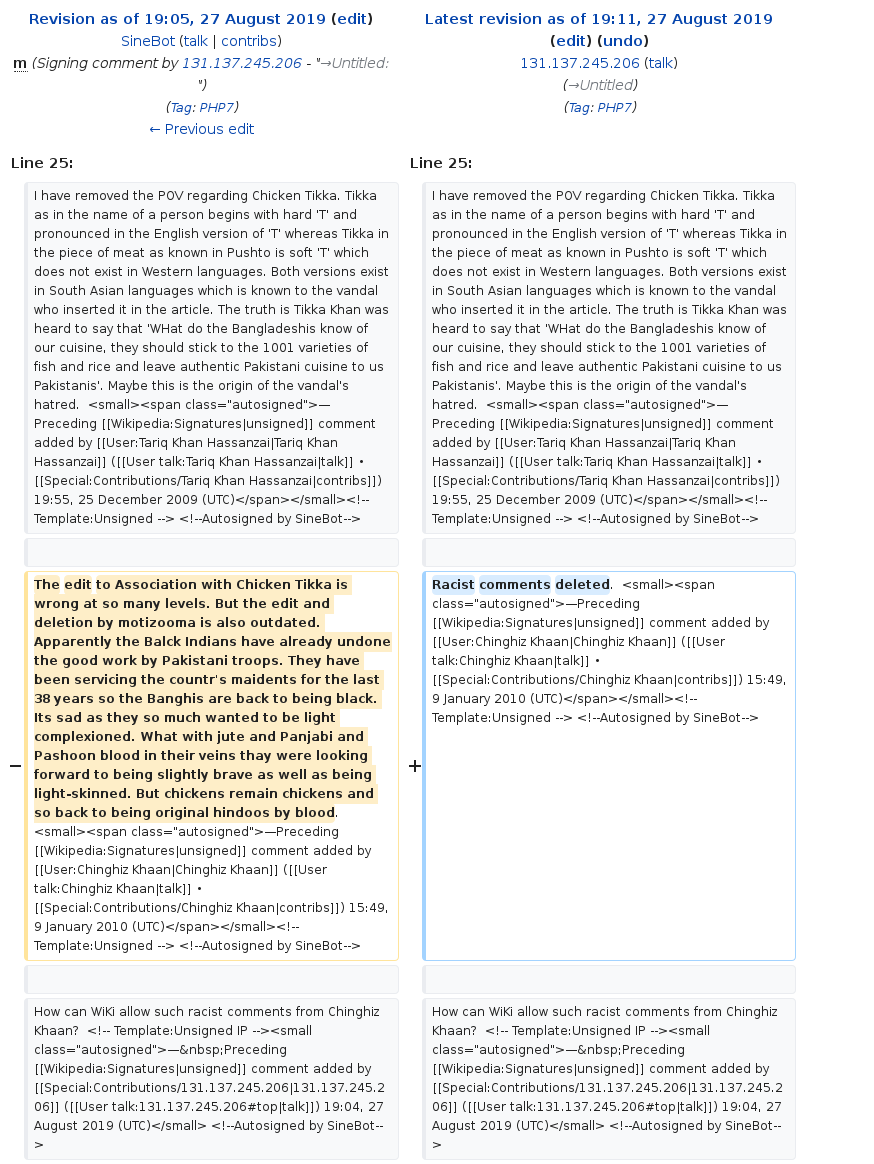 Revision as of 19:05, 27 August 2019 (edit)
SineBot (talk | contribs)
m (Signing comment by 131.137.245.206 - "→Untitled:
")
(Tag: PHP7)
← Previous edit
Latest revision as of 19:11, 27 August 2019
(edit) (undo)
131.137.245.206 (talk)
(→Untitled)
(Tag: PHP7)
Line 25:
Line 25:
I have removed the POV regarding Chicken Tikka. Tikka
as in the name of a person begins with hard 'T' and
pronounced in the English version of 'T' whereas Tikka in
the piece of meat as known in Pushto is soft 'T' which
does not exist in Western languages. Both versions exist
in South Asian languages which is known to the vandal
who inserted it in the article. The truth is Tikka Khan was
heard to say that 'WHat do the Bangladeshis know of
our cuisine, they should stick to the 1001 varieties of
fish and rice and leave authentic Pakistani cuisine to us
Pakistanis'. Maybe this is the origin of the vandal's
hatred.  <small><span class="autosigned">—
Preceding [[Wikipedia:Signatures|unsigned]] comment
added by [[User:Tariq Khan Hassanzai|Tariq Khan
Hassanzai]] ([[User talk:Tariq Khan Hassanzai|talk]] •
[[Special:Contributions/Tariq Khan Hassanzai|contribs]])
19:55, 25 December 2009 (UTC)</span></small><!--
Template:Unsigned --> <!--Autosigned by SineBot-->
I have removed the POV regarding Chicken Tikka. Tikka
as in the name of a person begins with hard 'T' and
pronounced in the English version of 'T' whereas Tikka in
the piece of meat as known in Pushto is soft 'T' which
does not exist in Western languages. Both versions exist
in South Asian languages which is known to the vandal
who inserted it in the article. The truth is Tikka Khan was
heard to say that 'WHat do the Bangladeshis know of
our cuisine, they should stick to the 1001 varieties of
fish and rice and leave authentic Pakistani cuisine to us
Pakistanis'. Maybe this is the origin of the vandal's
hatred.  <small><span class="autosigned">—
Preceding [[Wikipedia:Signatures|unsigned]] comment
added by [[User:Tariq Khan Hassanzai|Tariq Khan
Hassanzai]] ([[User talk:Tariq Khan Hassanzai|talk]] •
[[Special:Contributions/Tariq Khan Hassanzai|contribs]])
19:55, 25 December 2009 (UTC)</span></small><!--
Template:Unsigned --> <!--Autosigned by SineBot-->
−
The edit to Association with Chicken Tikka is
wrong at so many levels. But the edit and
deletion by motizooma is also outdated.
Apparently the Balck Indians have already undone
the good work by Pakistani troops. They have
been servicing the countr's maidents for the last
38 years so the Banghis are back to being black.
Its sad as they so much wanted to be light
complexioned. What with jute and Panjabi and
Pashoon blood in their veins thay were looking
forward to being slightly brave as well as being
light-skinned. But chickens remain chickens and
so back to being original hindoos by blood.
<small><span class="autosigned">—Preceding
[[Wikipedia:Signatures|unsigned]] comment added by
[[User:Chinghiz Khaan|Chinghiz Khaan]] ([[User
talk:Chinghiz Khaan|talk]] •
[[Special:Contributions/Chinghiz Khaan|contribs]]) 15:49,
9 January 2010 (UTC)</span></small><!--
Template:Unsigned --> <!--Autosigned by SineBot-->
+
Racist comments deleted.  <small><span
class="autosigned">—Preceding
[[Wikipedia:Signatures|unsigned]] comment added by
[[User:Chinghiz Khaan|Chinghiz Khaan]] ([[User
talk:Chinghiz Khaan|talk]] •
[[Special:Contributions/Chinghiz Khaan|contribs]]) 15:49,
9 January 2010 (UTC)</span></small><!--
Template:Unsigned --> <!--Autosigned by SineBot-->
How can WiKi allow such racist comments from Chinghiz
Khaan?  <!-- Template:Unsigned IP --><small
class="autosigned">—&nbsp;Preceding
[[Wikipedia:Signatures|unsigned]] comment added by
[[Special:Contributions/131.137.245.206|131.137.245.2
06]] ([[User talk:131.137.245.206#top|talk]]) 19:04, 27
August 2019 (UTC)</small> <!--Autosigned by SineBot--
>
How can WiKi allow such racist comments from Chinghiz
Khaan?  <!-- Template:Unsigned IP --><small
class="autosigned">—&nbsp;Preceding
[[Wikipedia:Signatures|unsigned]] comment added by
[[Special:Contributions/131.137.245.206|131.137.245.2
06]] ([[User talk:131.137.245.206#top|talk]]) 19:04, 27
August 2019 (UTC)</small> <!--Autosigned by SineBot--
>